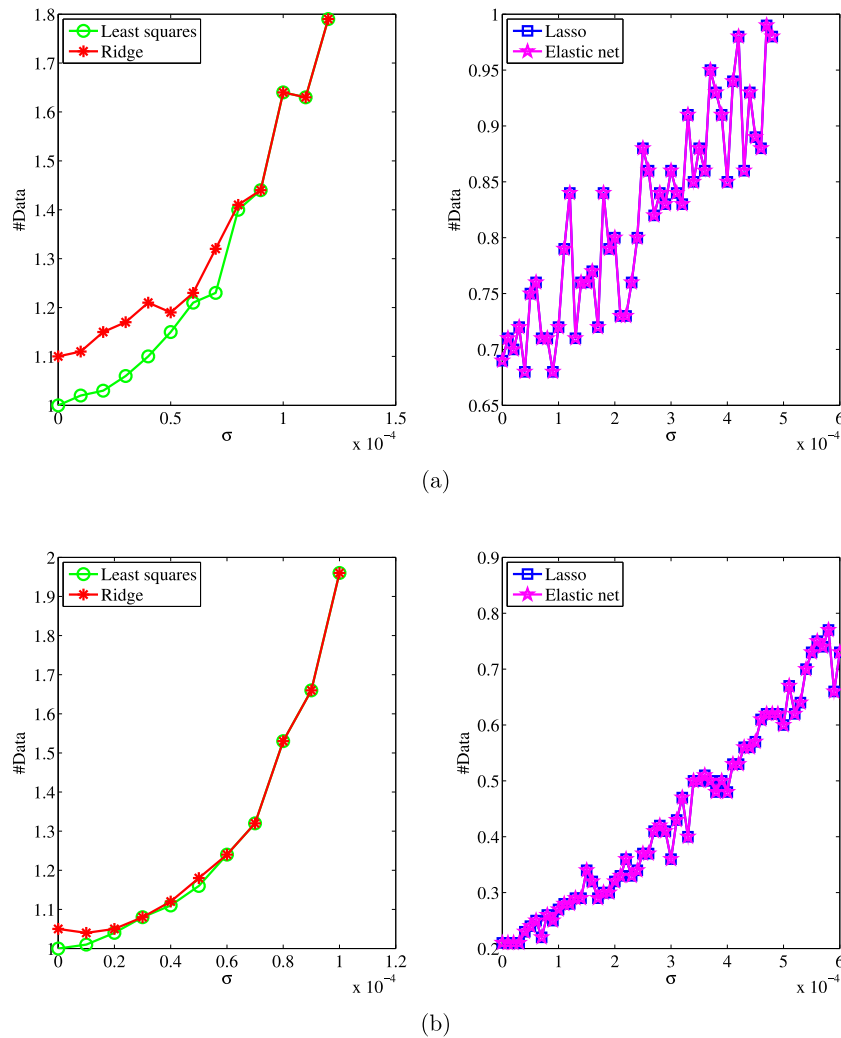 1.8
1.7
1.6
1.5
1.4
1.3
1.2
1.1
1
#Data
Least squares
Ridge
0 0.5 1 1.5
σ
x 10⁻⁴
1
0.95
0.9
0.85
0.8
0.75
0.7
0.65
#Data
Lasso
Elastic net
0 1 2 3 4 5 6
σ
x 10⁻⁴
(a)
2
1.9
1.8
1.7
1.6
1.5
1.4
1.3
1.2
1.1
1
#Data
Least squares
Ridge
0 0.2 0.4 0.6 0.8 1 1.2
σ
x 10⁻⁴
0.9
0.8
0.7
0.6
0.5
0.4
0.3
0.2
#Data
Lasso
Elastic net
0 1 2 3 4 5 6
σ
x 10⁻⁴
(b)